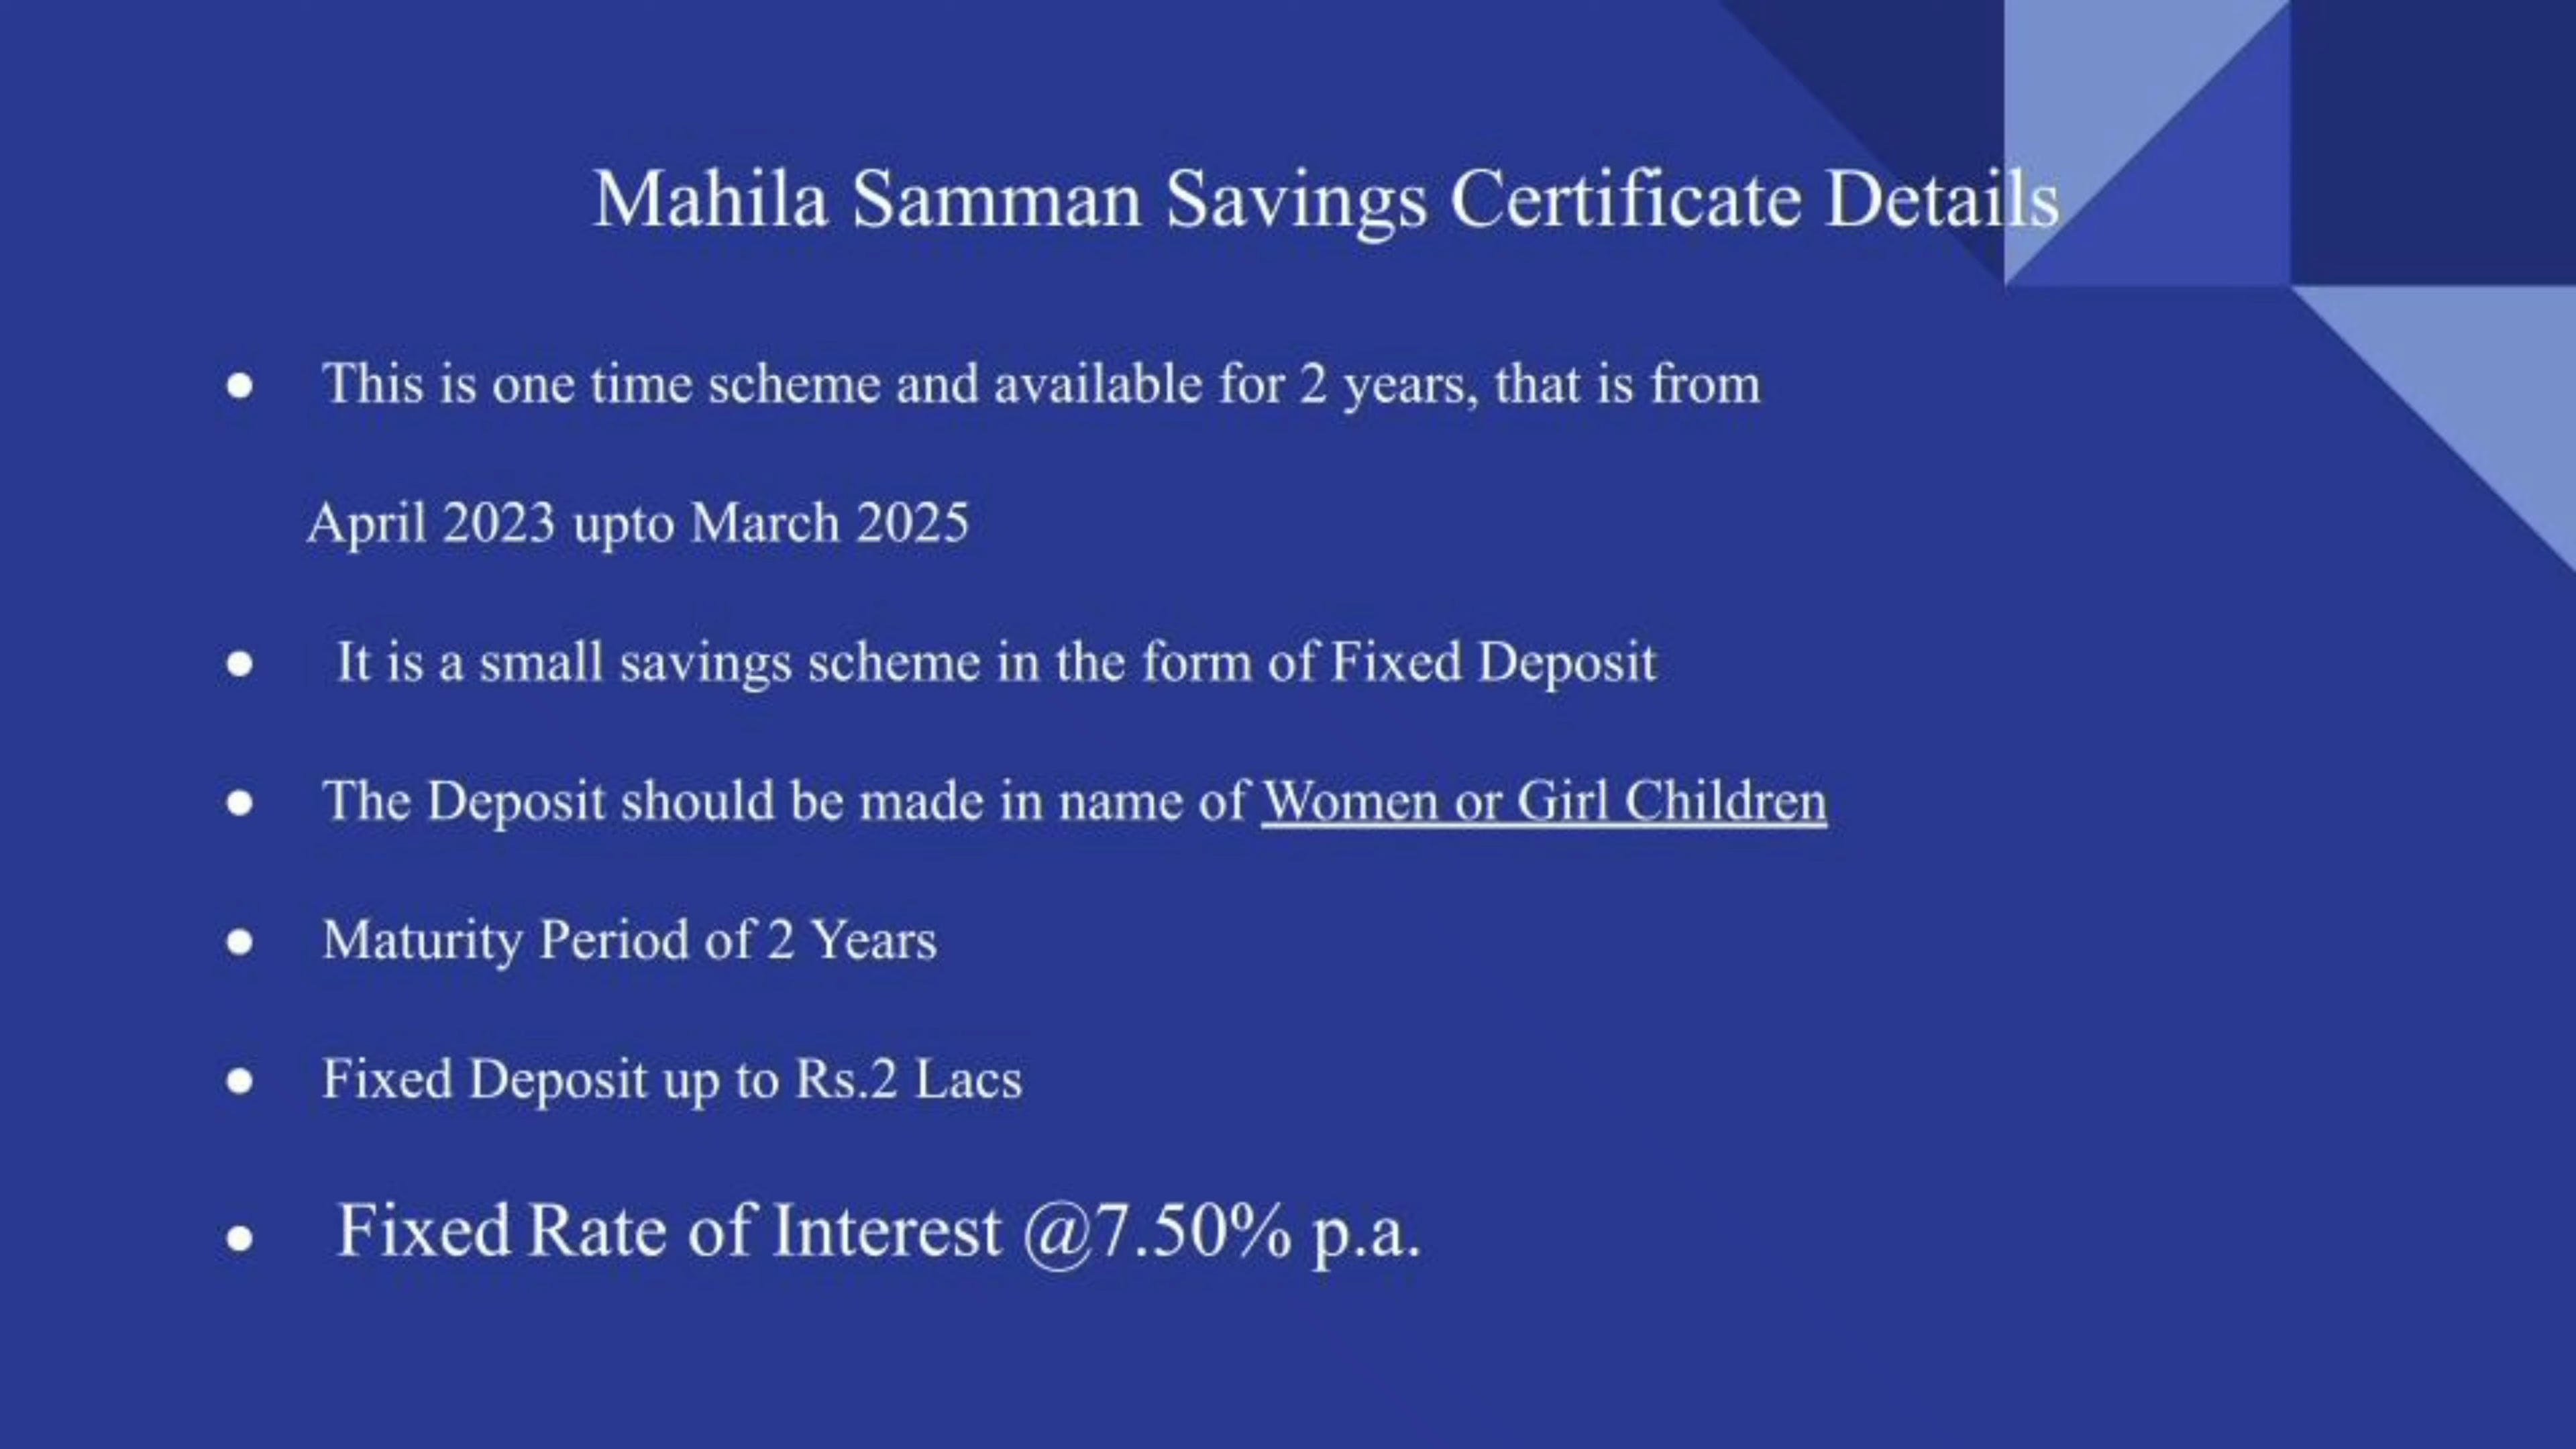 Mahila Samman Savings Certificate Details
● This is one time scheme and available for 2 years, that is from
April 2023 upto March 2025
● It is a small savings scheme in the form of Fixed Deposit
● The Deposit should be made in name of Women or Girl Children
● Maturity Period of 2 Years
● Fixed Deposit up to Rs.2 Lacs
● Fixed Rate of Interest @7.50% p.a.